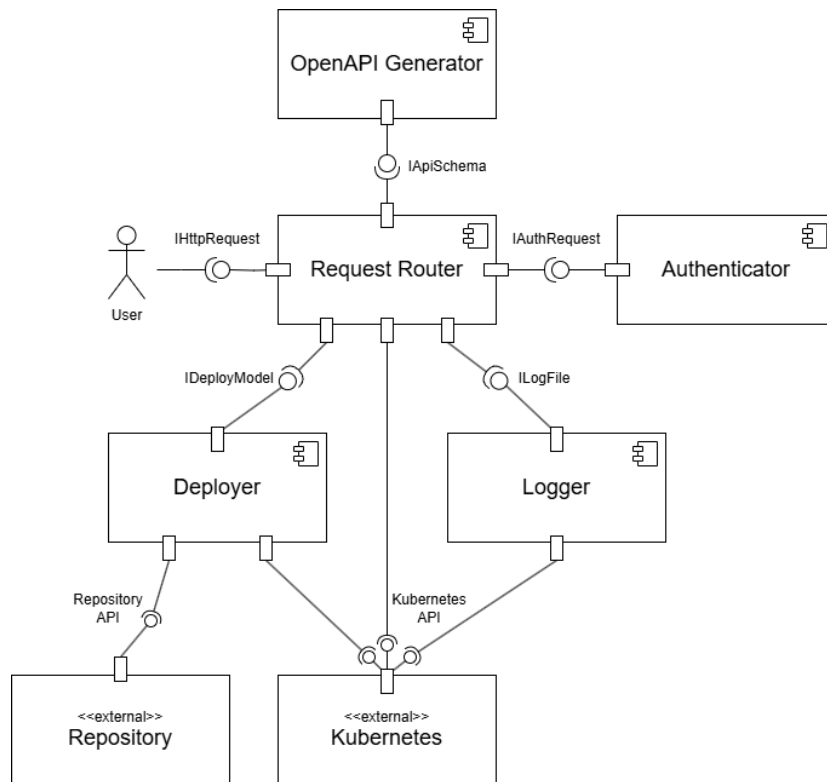 OpenAPI Generator
IApiSchema
IHttpRequest
Request Router
IAuthRequest
Authenticator
User
IDeployModel
ILogFile
Deployer
Logger
Repository
API
Kubernetes
API
<<external>>
Repository
<<external>>
Kubernetes